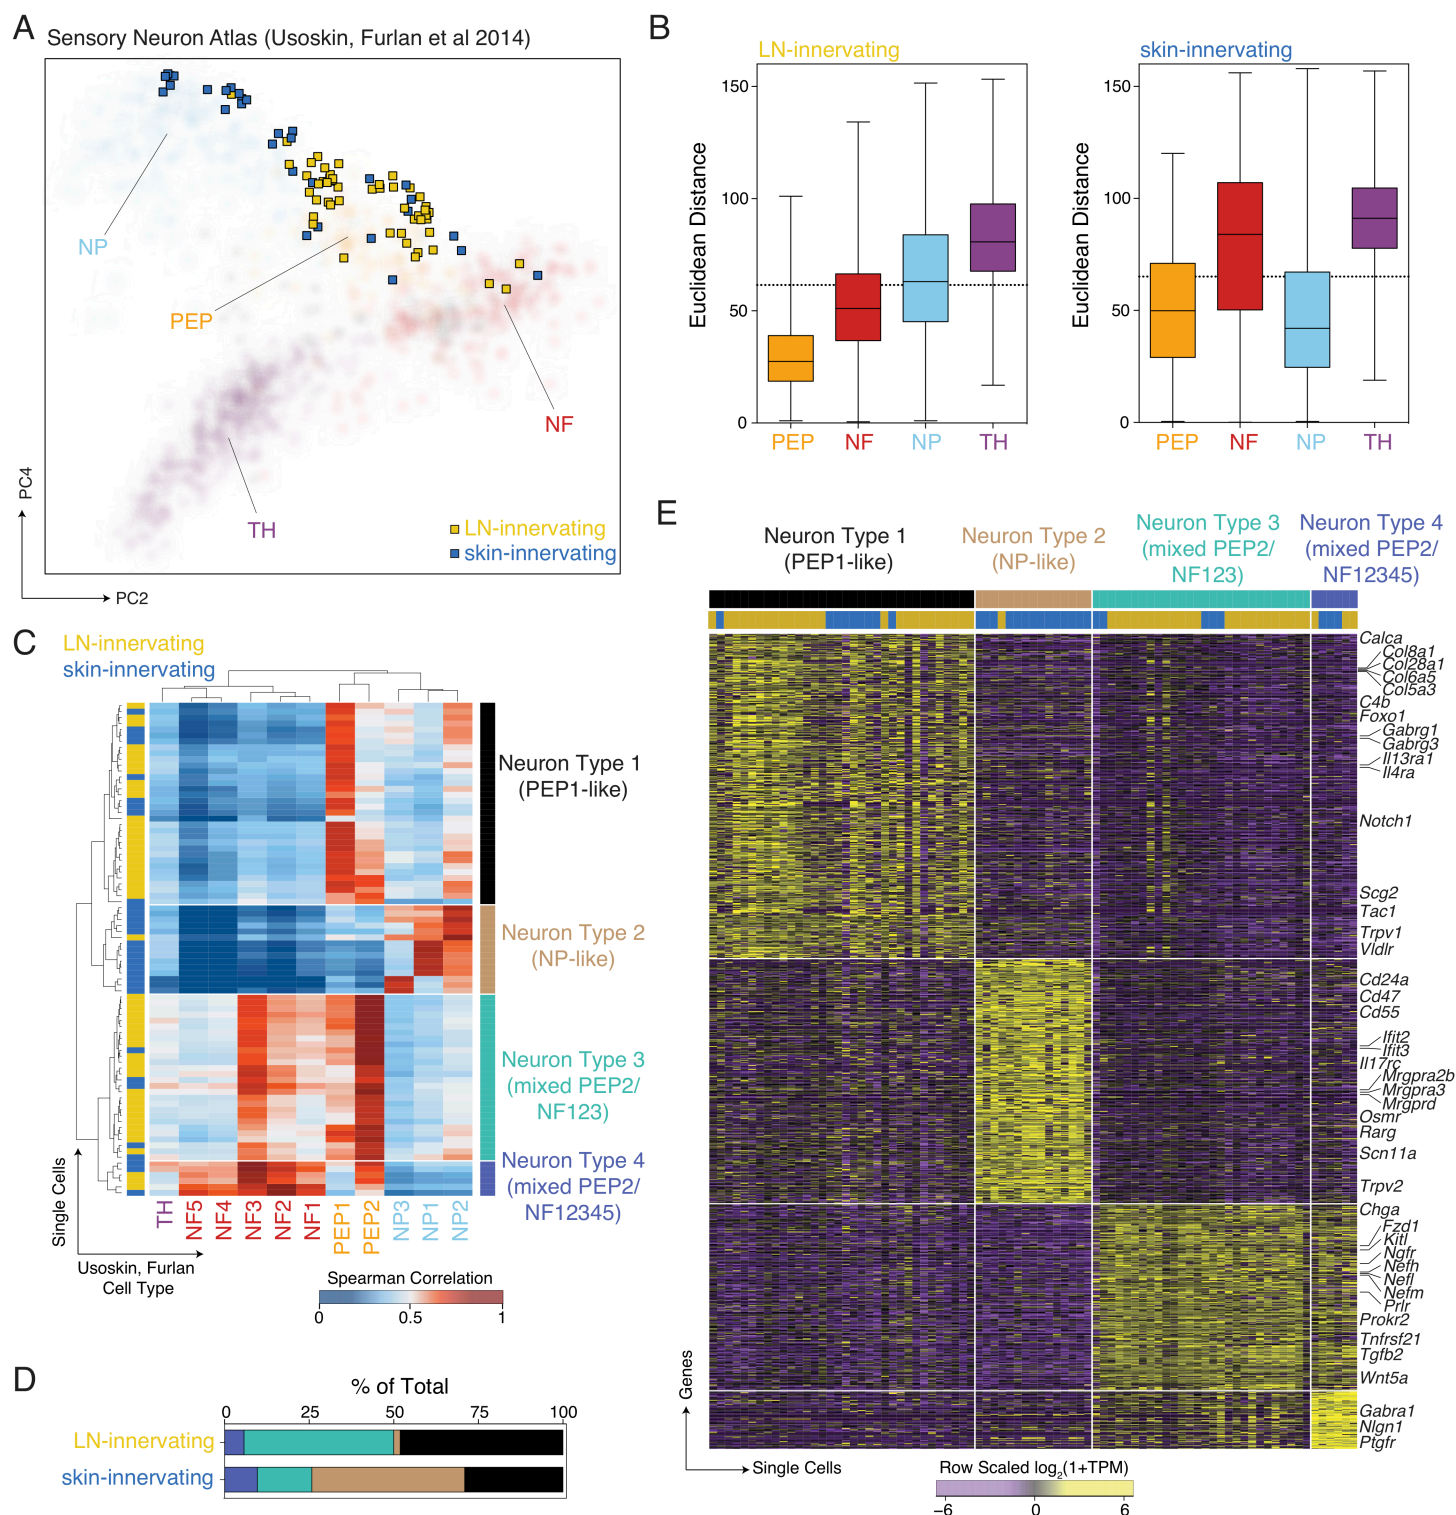 A
Sensory Neuron Atlas (Usoskin, Furlan et al 2014)
NP
PEP
NF
TH
LN-innervating
skin-innervating
PC4
PC2
B
LN-innervating
skin-innervating
Euclidean Distance
150
100
50
0
PEP
NF
NP
TH
Euclidean Distance
150
100
50
0
PEP
NF
NP
TH
C
LN-innervating
skin-innervating
Neuron Type 1
(PEP1-like)
Neuron Type 2
(NP-like)
Neuron Type 3
(mixed PEP2/
NF123)
Neuron Type 4
(mixed PEP2/
NF12345)
Single Cells
TH
NF5
NF4
NF3
NF2
NF1
PEP1
PEP2
NP3
NP1
NP2
Usoskin, Furlan
Cell Type
Spearman Correlation
0
0.5
1
D
% of Total
0
25
50
75
100
LN-innervating
skin-innervating
E
Neuron Type 1
(PEP1-like)
Neuron Type 2
(NP-like)
Neuron Type 3
(mixed PEP2/
NF123)
Neuron Type 4
(mixed PEP2/
NF12345)
Calca
Col8a1
Col28a1
Col6a5
Col5a3
C4b
Foxo1
Gabrg1
Gabrg3
Il13ra1
Il4ra
Notch1
Scg2
Tac1
Trpv1
Vldlr
Cd24a
Cd47
Cd55
Ifit2
Ifit3
Il17rc
Mrgpra2b
Mrgpra3
Mrgprd
Osmr
Rarg
Scn11a
Trpv2
Chga
Fzd1
Kitl
Ngfr
Nefh
Nefl
Nefm
Prlr
Prokr2
Tnfrsf21
Tgfb2
Wnt5a
Gabra1
Nlgn1
Ptgfr
Genes
Single Cells
Row Scaled log2(1+TPM)
−6
0
6